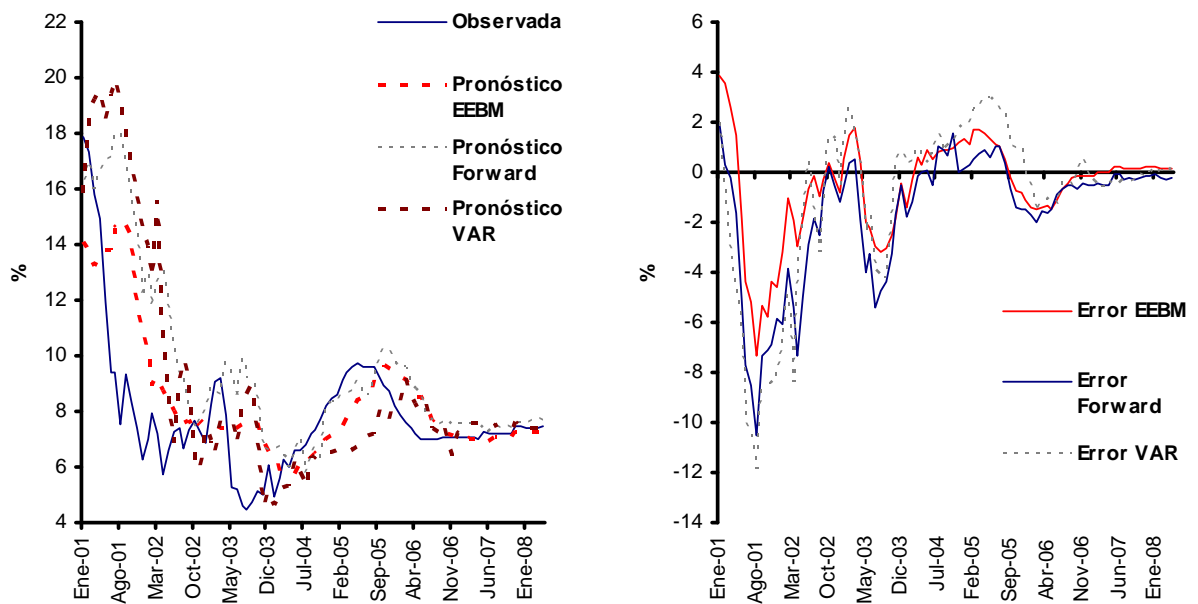 22
20
18
16
14
12
10
8
6
4
%
Observada
Pronóstico
EEBM
Pronóstico
Forward
Pronóstico
VAR
Ene-01
Ago-01
Mar-02
Oct-02
May-03
Dic-03
Jul-04
Feb-05
Sep-05
Abr-06
Nov-06
Jun-07
Ene-08
6
4
2
0
-2
-4
-6
-8
-10
-12
-14
%
Error EEBM
Error
Forward
Error VAR
Ene-01
Ago-01
Mar-02
Oct-02
May-03
Dic-03
Jul-04
Feb-05
Sep-05
Abr-06
Nov-06
Jun-07
Ene-08